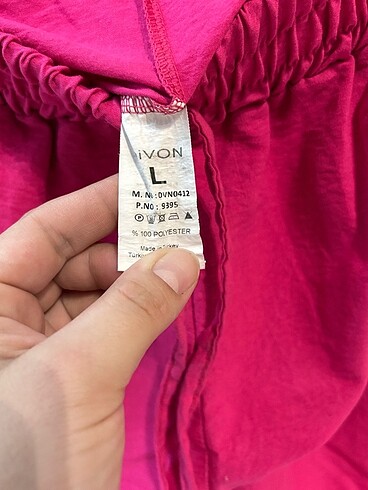 iVON
L
M. No:DVN0412
P.No : 9395
% 100 POLYESTER
Made in Turkey